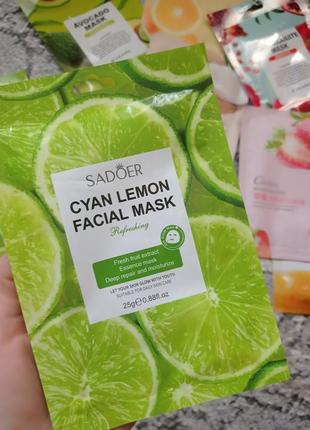 AVOCADO
MASK
MASK
SADOER
CYAN LEMON
FACIAL MASK
Refreshing
Fresh fruit extract
Essence mask
Deep repair and moisturize
LET YOUR SKIN GLOW WITH YOUTH
SUITABLE FOR DAILY SKIN CARE
25g℮0.88fl.oz